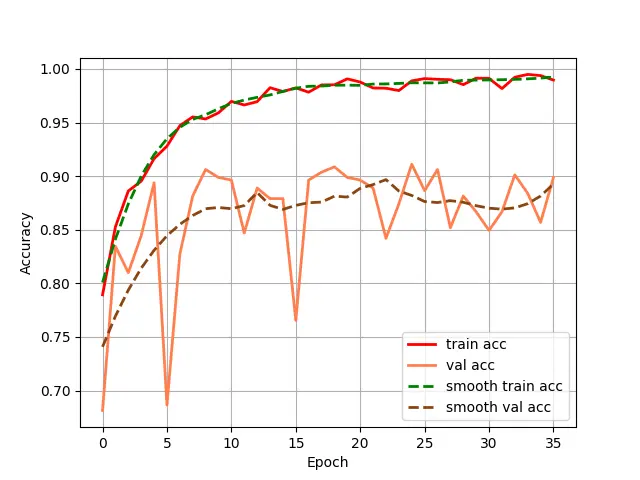 1.00
0.95
0.90
0.85
0.80
0.75
0.70
Accuracy
0 5 10 15 20 25 30 35
Epoch
train acc
val acc
smooth train acc
smooth val acc